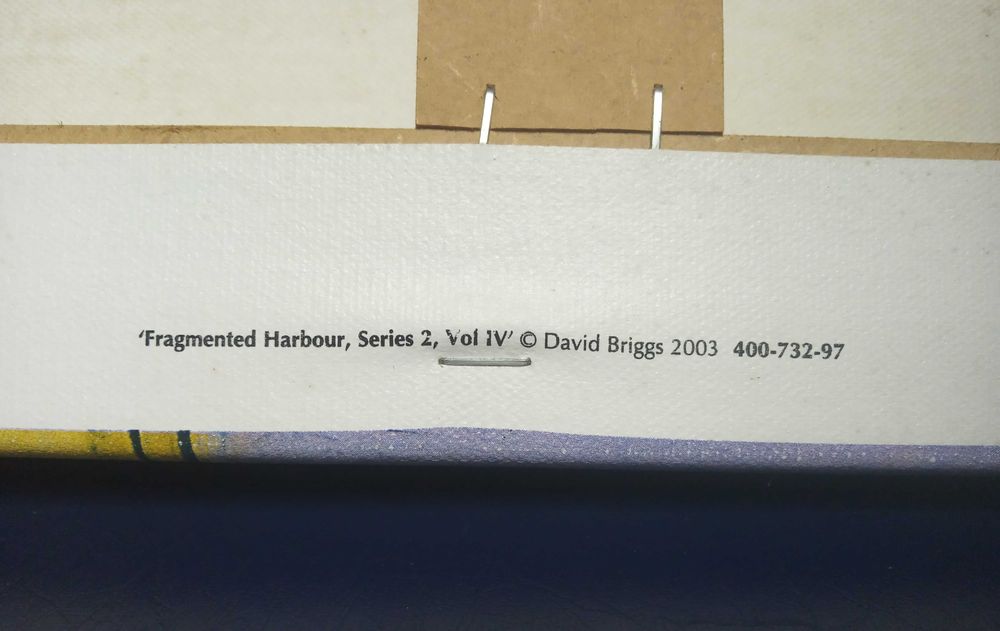 ‘Fragmented Harbour, Series 2, Vol IV’ © David Briggs 2003 400-732-97